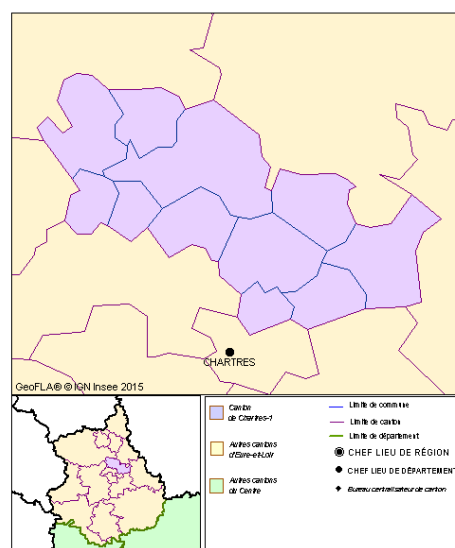 CHARTRES
GeoFLA® © IGN Insee 2015
Canton
de Chartres-1
Autres cantons
d'Eure-et-Loir
Autres cantons
du Centre
Limite de commune
Limite de canton
Limite de département
CHEF LIEU DE RÉGION
CHEF LIEU DE DÉPARTEMENT
Bureau centralisateur de canton